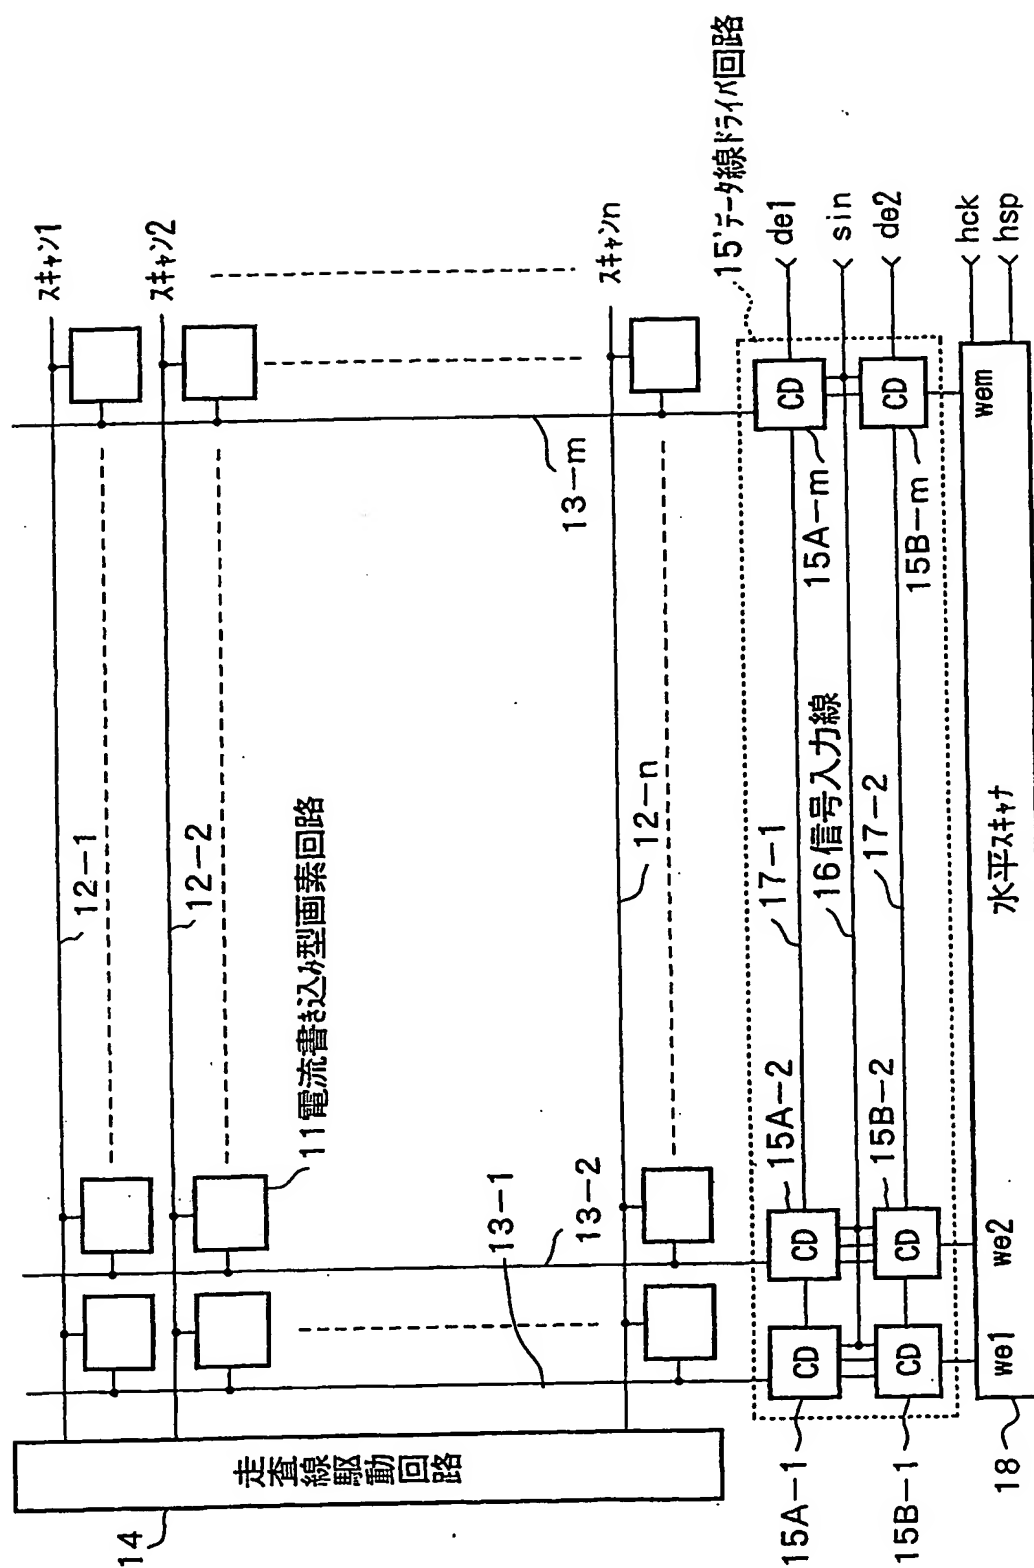 スキャン1
12-1
スキャン2
12-2
11電流書き込み型画素回路
スキャンn
12-n
13-1
13-2
13-m
走査線駆動回路
14
15'データ線ドライバ回路
CD
CD
CD
de1
15A-1
15A-2
15A-m
17-1
16信号入力線
sin
17-2
CD
CD
CD
de2
15B-1
15B-2
15B-m
we1
we2
wem
水平スキャナ
18
hck
hsp